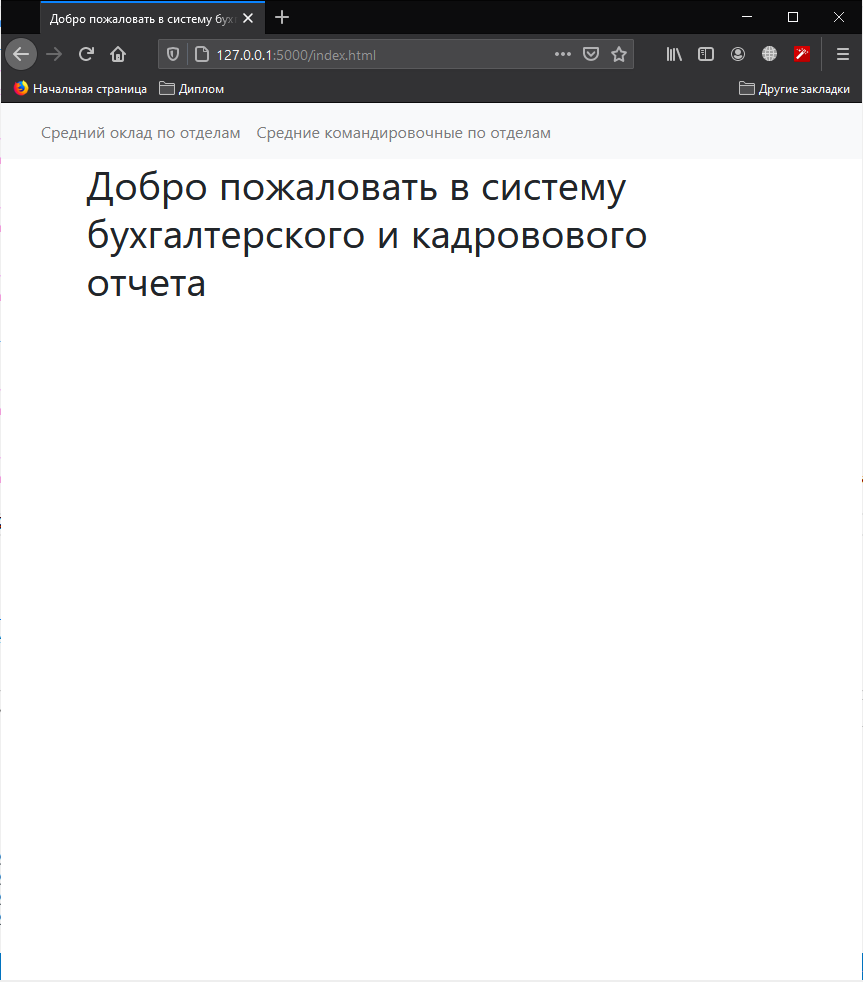 Добро пожаловать в систему бух
127.0.0.1:5000/index.html
Начальная страница Диплом Другие закладки
Средний оклад по отделам Средние командировочные по отделам
Добро пожаловать в систему
бухгалтерского и кадровового
отчета